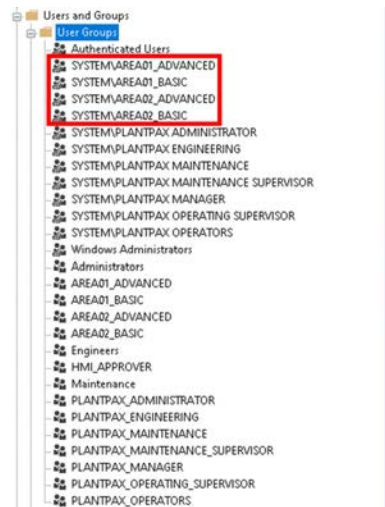 Users and Groups
User Groups
Authenticated Users
SYSTEM\AREA01_ADVANCED
SYSTEM\AREA01_BASIC
SYSTEM\AREA02_ADVANCED
SYSTEM\AREA02_BASIC
SYSTEM\PLANTPAX ADMINISTRATOR
SYSTEM\PLANTPAX ENGINEERING
SYSTEM\PLANTPAX MAINTENANCE
SYSTEM\PLANTPAX MAINTENANCE SUPERVISOR
SYSTEM\PLANTPAX MANAGER
SYSTEM\PLANTPAX OPERATING SUPERVISOR
SYSTEM\PLANTPAX OPERATORS
Windows Administrators
Administrators
AREA01_ADVANCED
AREA01_BASIC
AREA02_ADVANCED
AREA02_BASIC
Engineers
HMI_APPROVER
Maintenance
PLANTPAX_ADMINISTRATOR
PLANTPAX_ENGINEERING
PLANTPAX_MAINTENANCE
PLANTPAX_MAINTENANCE_SUPERVISOR
PLANTPAX_MANAGER
PLANTPAX_OPERATING_SUPERVISOR
PLANTPAX_OPERATORS